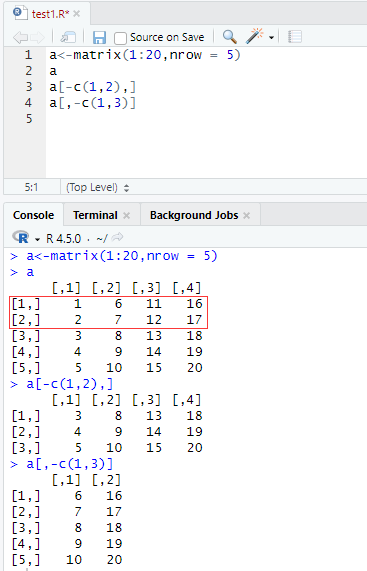 test1.R* ×
Source on Save
1 a<-matrix(1:20,nrow = 5)
2 a
3 a[-c(1,2),]
4 a[,-c(1,3)]
5
5:1 (Top Level)
Console Terminal × Background Jobs ×
R 4.5.0 · ~/
> a<-matrix(1:20,nrow = 5)
> a
[,1] [,2] [,3] [,4]
[1,] 1 6 11 16
[2,] 2 7 12 17
[3,] 3 8 13 18
[4,] 4 9 14 19
[5,] 5 10 15 20
> a[-c(1,2),]
[,1] [,2] [,3] [,4]
[1,] 3 8 13 18
[2,] 4 9 14 19
[3,] 5 10 15 20
> a[,-c(1,3)]
[,1] [,2]
[1,] 6 16
[2,] 7 17
[3,] 8 18
[4,] 9 19
[5,] 10 20